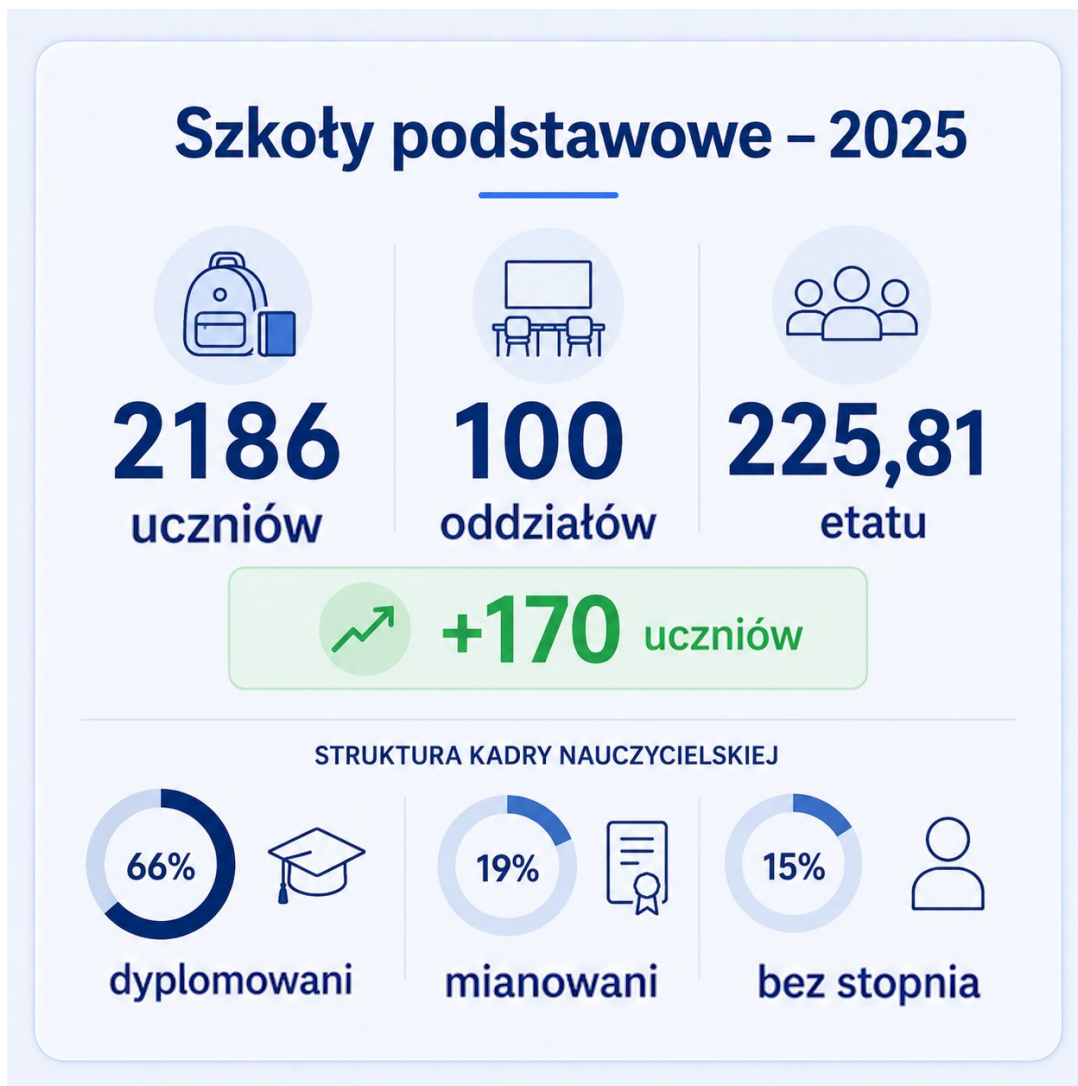 Szkoły podstawowe – 2025
2186
uczniów
100
oddziałów
225,81
etatu
+170 uczniów
STRUKTURA KADRY NAUCZYCIELSKIEJ
66%
dyplomowani
19%
mianowani
15%
bez stopnia